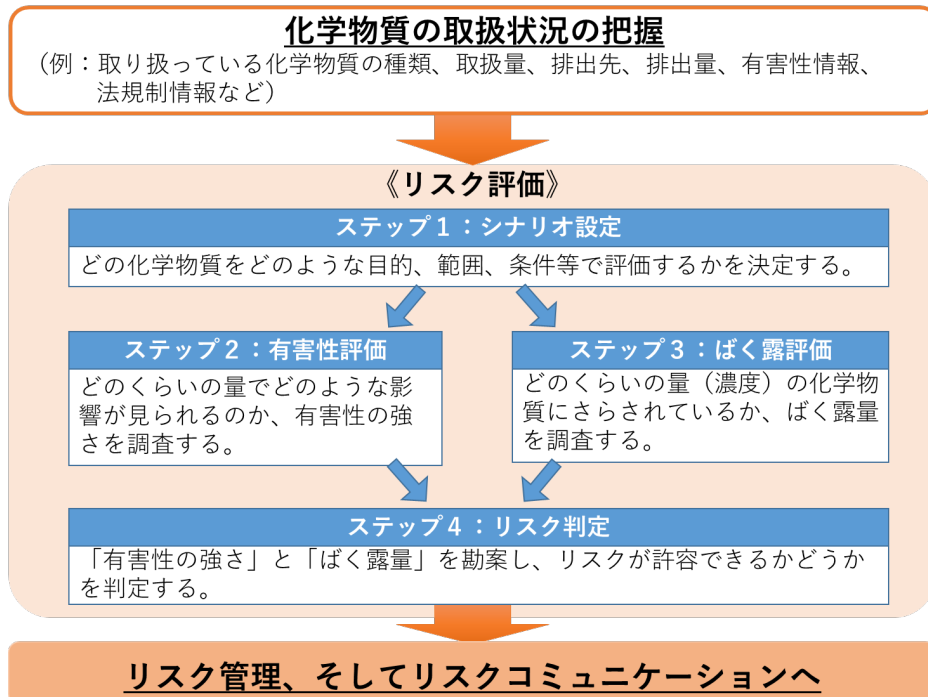 化学物質の取扱状況の把握
（例：取り扱っている化学物質の種類、取扱量、排出先、排出量、有害性情報、
法規制情報など）
《リスク評価》
ステップ１：シナリオ設定
どの化学物質をどのような目的、範囲、条件等で評価するかを決定する。
ステップ２：有害性評価
どのくらいの量でどのような影
響が見られるのか、有害性の強
さを調査する。
ステップ３：ばく露評価
どのくらいの量（濃度）の化学物
質にさらされているか、ばく露量
を調査する。
ステップ４：リスク判定
「有害性の強さ」と「ばく露量」を勘案し、リスクが許容できるかどうか
を判定する。
リスク管理、そしてリスクコミュニケーションへ